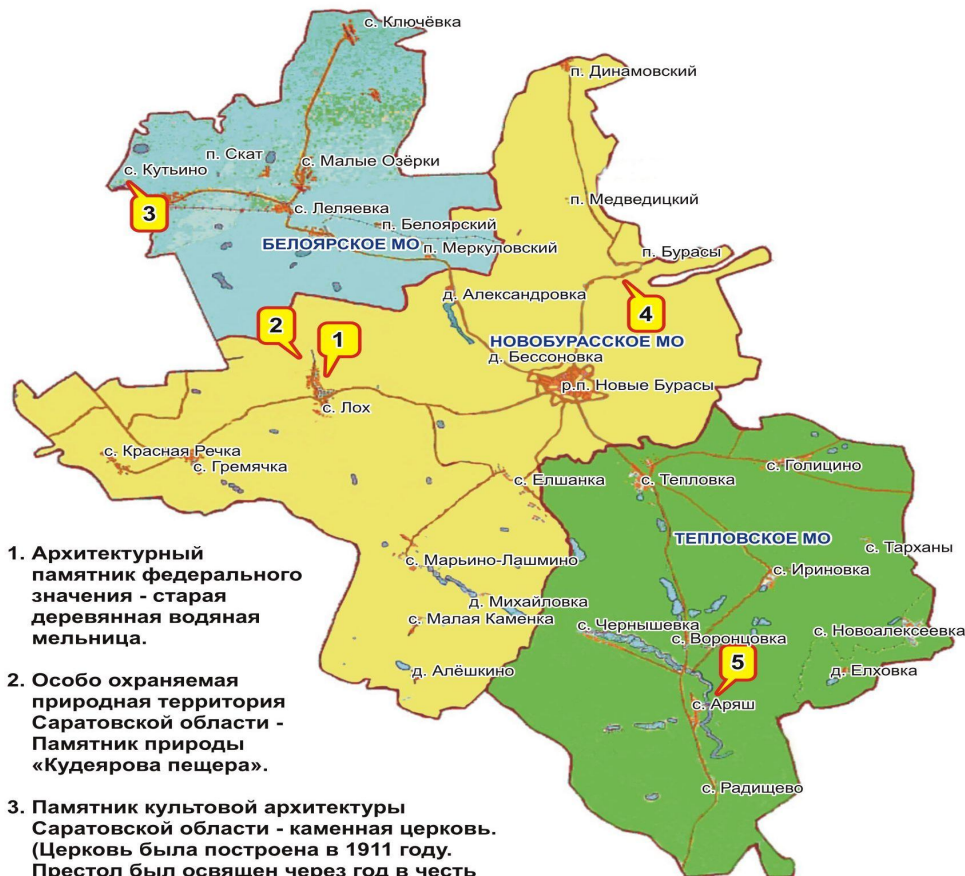 с. Ключёвка
п. Динамовский
п. Скат
с. Малые Озёрки
с. Кутьино
3
с. Леляевка
п. Медведицкий
п. Белоярский
БЕЛОЯРСКОЕ МО
п. Меркуловский
п. Бурасы
д. Александровка
4
2
1
НОВОБУРАССКОЕ МО
д. Бессоновка
р.п. Новые Бурасы
с. Лох
с. Красная Речка
с. Гремячка
с. Елшанка
с. Тепловка
с. Голицино
ТЕПЛОВСКОЕ МО
с. Тарханы
с. Марьино-Лашмино
с. Ириновка
д. Михайловка
с. Малая Каменка
с. Чернышевка
с. Воронцовка
с. Новоалексеевка
5
д. Алёшкино
д. Елховка
с. Аряш
с. Радищево
1. Архитектурный
памятник федерального
значения - старая
деревянная водяная
мельница.
2. Особо охраняемая
природная территория
Саратовской области -
Памятник природы
«Кудеярова пещера».
3. Памятник культовой архитектуры
Саратовской области - каменная церковь.
(Церковь была построена в 1911 году.
Престол был освящен через год в честь